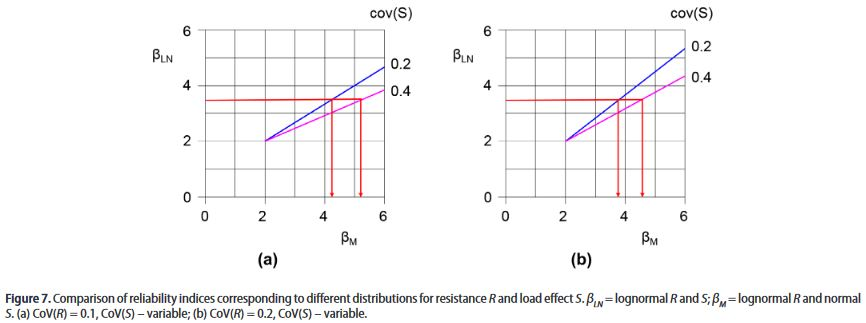 cov(S)
6
βLN
0.2
4
0.4
2
0
0 2 4 6
βM
(a)
cov(S)
6
βLN
0.2
4
0.4
2
0
0 2 4 6
βM
(b)
Figure 7. Comparison of reliability indices corresponding to different distributions for resistance R and load effect S. βLN = lognormal R and S; βM = lognormal R and normal
S. (a) CoV(R) = 0.1, CoV(S) – variable; (b) CoV(R) = 0.2, CoV(S) – variable.